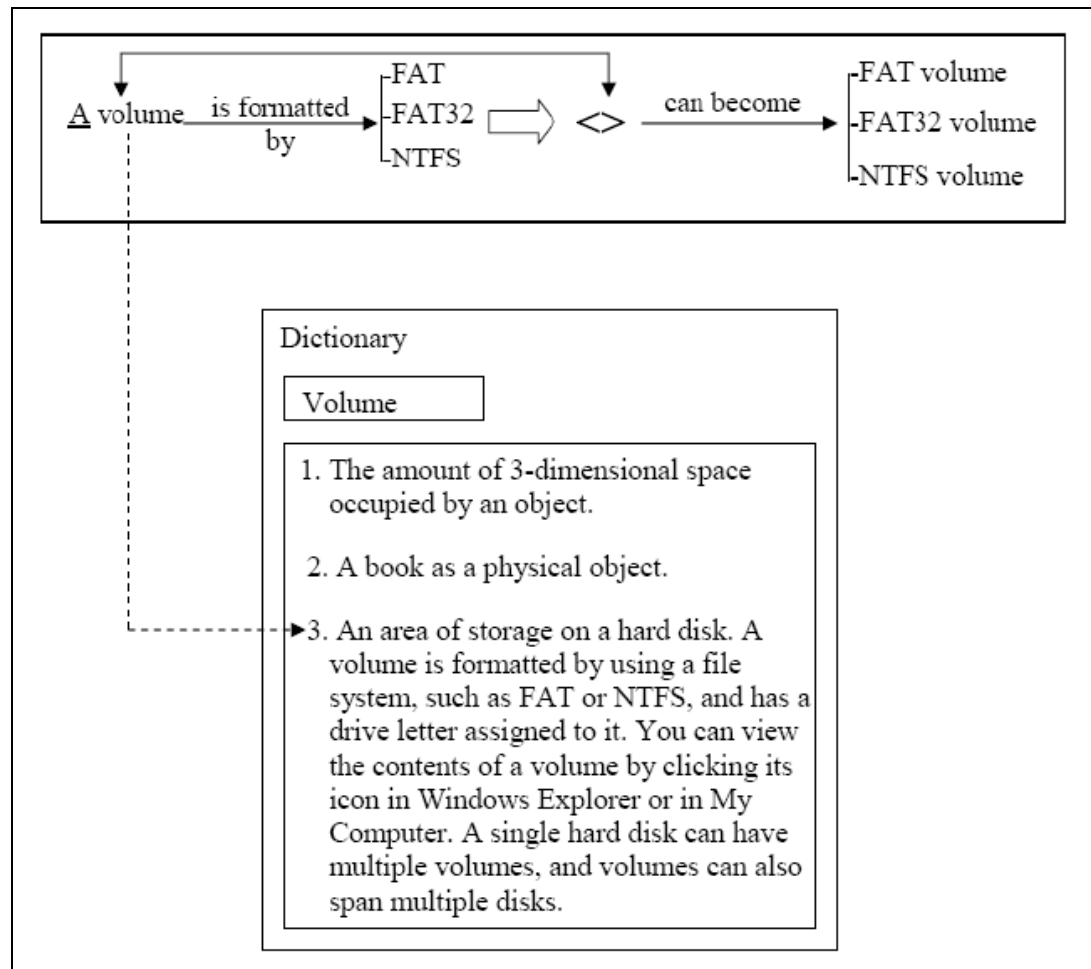 -FAT
-FAT volume
A volume is formatted by -FAT32 <> can become -FAT32 volume
-NTFS
-NTFS volume
Dictionary
Volume
1. The amount of 3-dimensional space
occupied by an object.
2. A book as a physical object.
3. An area of storage on a hard disk. A
volume is formatted by using a file
system, such as FAT or NTFS, and has a
drive letter assigned to it. You can view
the contents of a volume by clicking its
icon in Windows Explorer or in My
Computer. A single hard disk can have
multiple volumes, and volumes can also
span multiple disks.